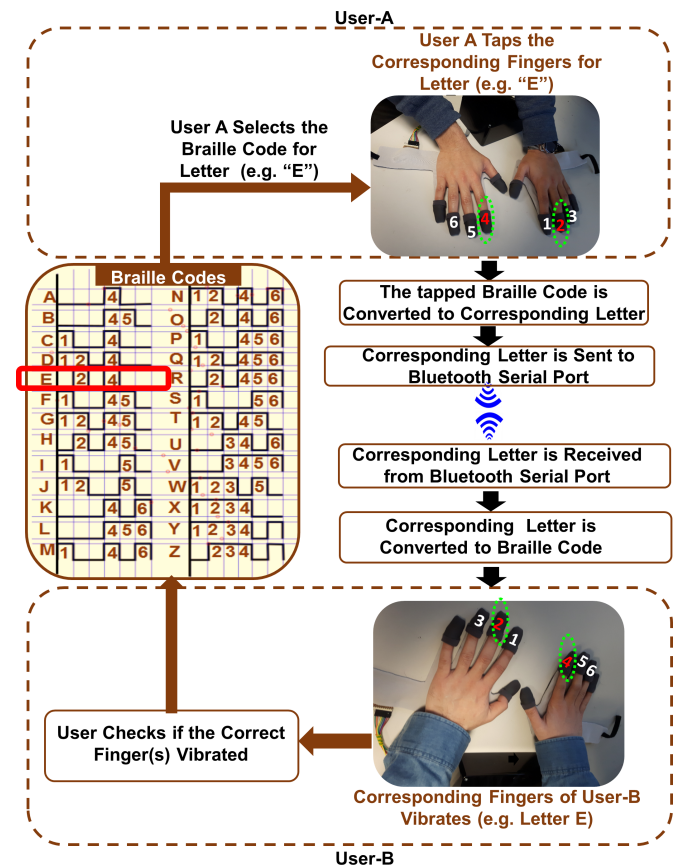 User-A
User A Taps the
Corresponding Fingers for
Letter (e.g. “E”)
User A Selects the
Braille Code for
Letter (e.g. “E”)
6 5 4 1 2 3
Braille Codes
A 4 N 1 2 4 6
B 4 5 O 2 4 6
C 1 4 P 1 4 5 6
D 1 2 4 Q 1 2 4 5 6
E 2 4 R 2 4 5 6
F 1 4 5 S 1 5 6
G 1 2 4 5 T 1 2 4 5
H 2 4 5 U 3 4 6
I 1 5 V 3 4 5 6
J 1 2 5 W 1 2 3 5
K 4 6 X 1 2 3 4
L 4 5 6 Y 1 2 3 4
M 1 4 6 Z 2 3 4
The tapped Braille Code is
Converted to Corresponding Letter
Corresponding Letter is Sent to
Bluetooth Serial Port
Corresponding Letter is Received
from Bluetooth Serial Port
Corresponding Letter is
Converted to Braille Code
3 2 1 4 5 6
Corresponding Fingers of User-B
Vibrates (e.g. Letter E)
User Checks if the Correct
Finger(s) Vibrated
User-B